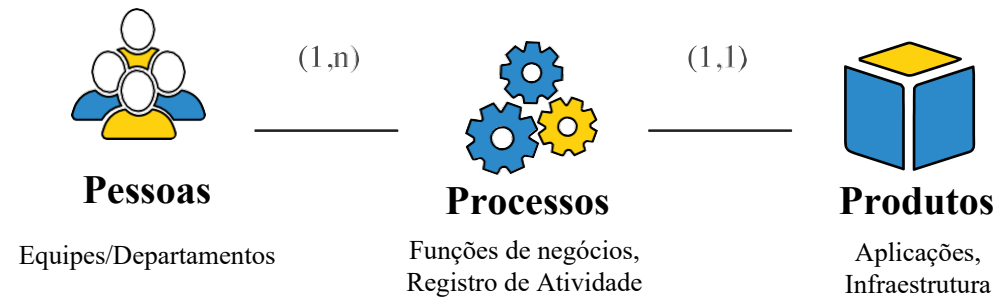 (1,n)
(1,1)
Pessoas
Processos
Produtos
Equipes/Departamentos
Funções de negócios,
Registro de Atividade
Aplicações,
Infraestrutura